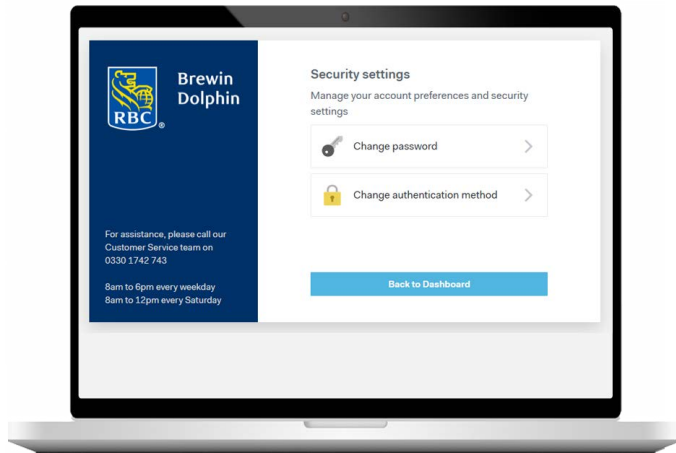 RBC
®
Brewin
Dolphin
For assistance, please call our
Customer Service team on
0330 1742 743
8am to 6pm every weekday
8am to 12pm every Saturday
Security settings
Manage your account preferences and security
settings
Change password
Change authentication method
Back to Dashboard